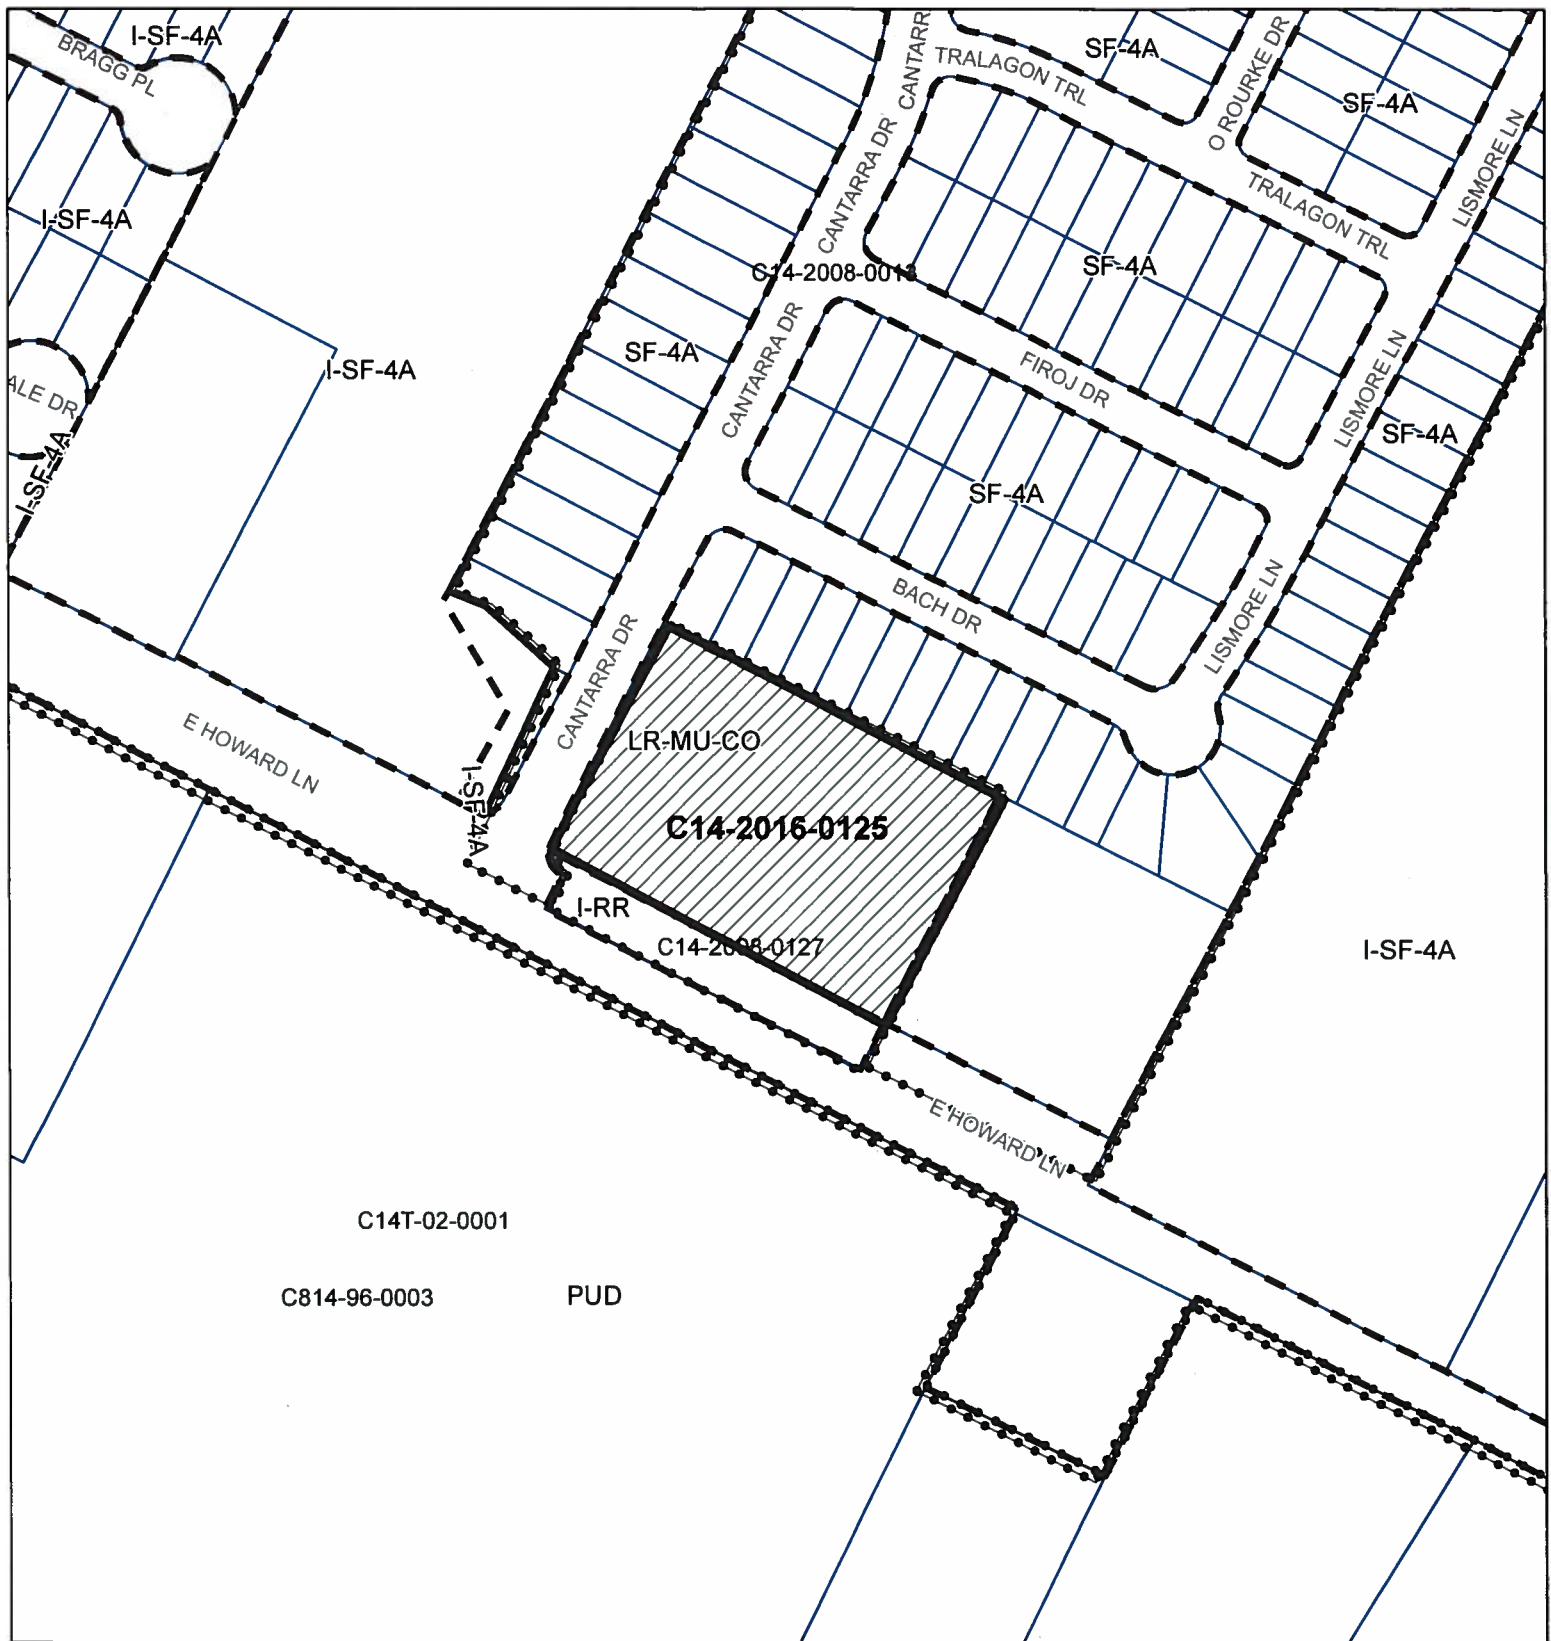 I-SF-4A
BRAGG PL
CANTARR
TRALAGON TRL
SF-4A
O ROURKE DR
SF-4A
LISMORE LN
I-SF-4A
CANTARRA DR
TRALAGON TRL
C14-2008-0013
SF-4A
I-SF-4A
SF-4A
CANTARRA DR
FIROJ DR
LISMORE LN
ALE DR
SF-4A
I-SF-4A
SF-4A
BACH DR
LISMORE LN
CANTARRA DR
E HOWARD LN
LR-MU-CO
I-SF-4A
C14-2016-0125
I-RR
C14-2008-0127
I-SF-4A
E HOWARD LN
C14T-02-0001
C814-96-0003
PUD